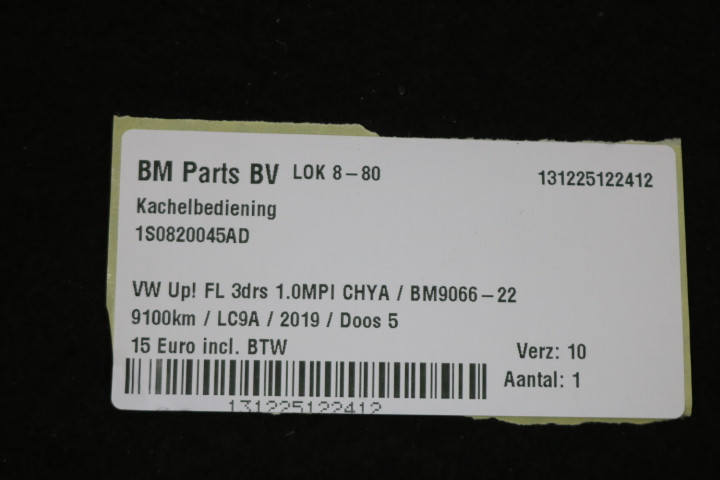 BM Parts BV LOK 8-80 131225122412
Kachelbediening
1S0820045AD
VW Up! FL 3drs 1.0MPI CHYA / BM9066-22
9100km / LC9A / 2019 / Doos 5
15 Euro incl. BTW Verz: 10
Aantal: 1
131225122412